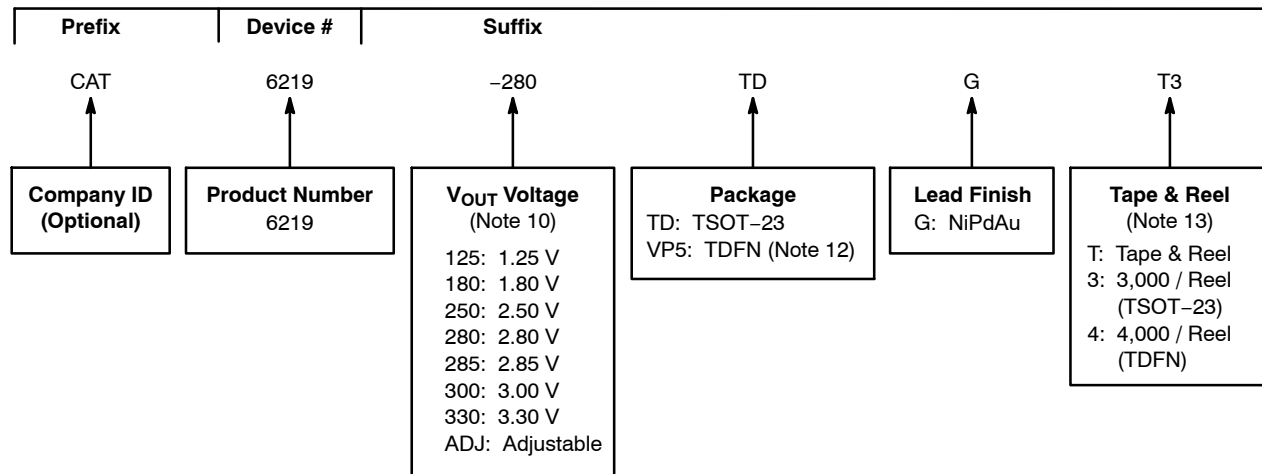 Prefix
Device #
Suffix
CAT
6219
−280
TD
G
T3
Company ID
(Optional)
Product Number
6219
VOUT Voltage
(Note 10)
125: 1.25 V
180: 1.80 V
250: 2.50 V
280: 2.80 V
285: 2.85 V
300: 3.00 V
330: 3.30 V
ADJ: Adjustable
Package
TD: TSOT−23
VP5: TDFN (Note 12)
Lead Finish
G: NiPdAu
Tape & Reel
(Note 13)
T: Tape & Reel
3: 3,000 / Reel
(TSOT−23)
4: 4,000 / Reel
(TDFN)